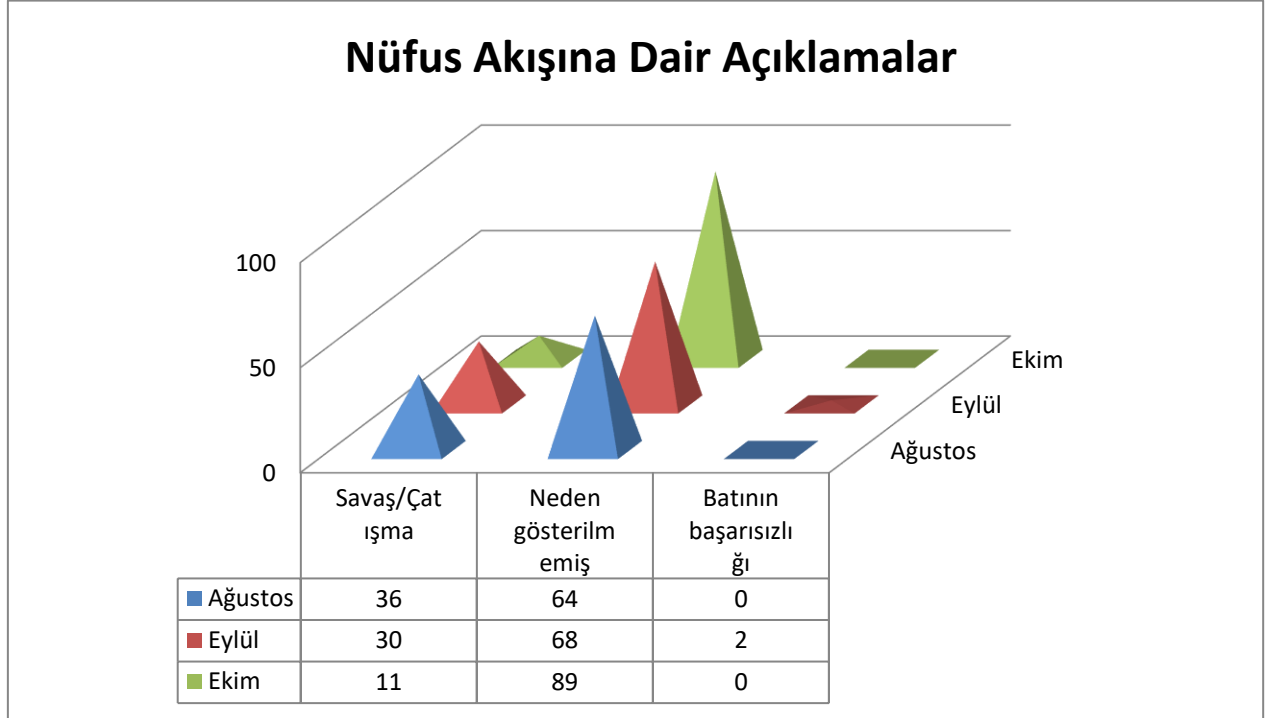 Nüfus Akışına Dair Açıklamalar
100
50
0
Ekim
Eylül
Ağustos
Savaş/Çat
ışma
Neden
gösterilm
emiş
Batının
başarısızlı
ğı
Ağustos 36 64 0
Eylül 30 68 2
Ekim 11 89 0